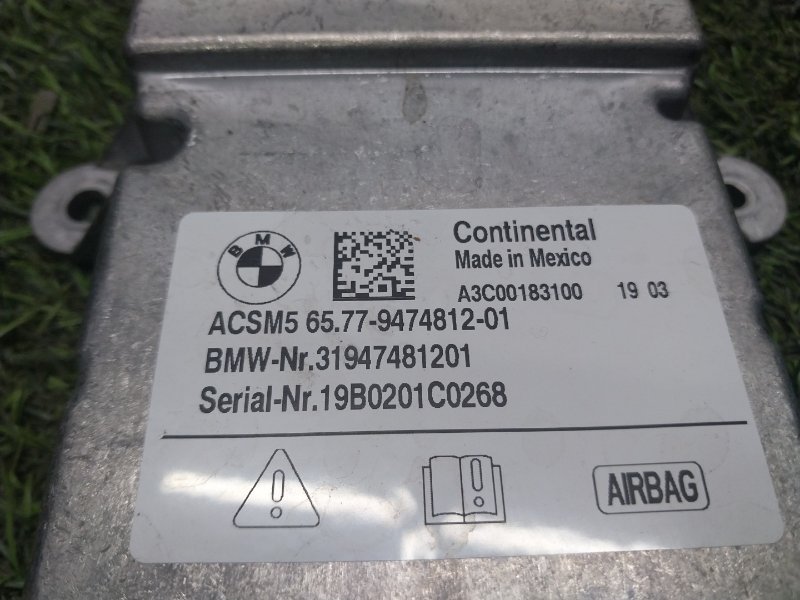 BMW
Continental
Made in Mexico
A3C00183100 19 03
ACSM5 65.77-9474812-01
BMW-Nr.31947481201
Serial-Nr.19B0201C0268
AIRBAG